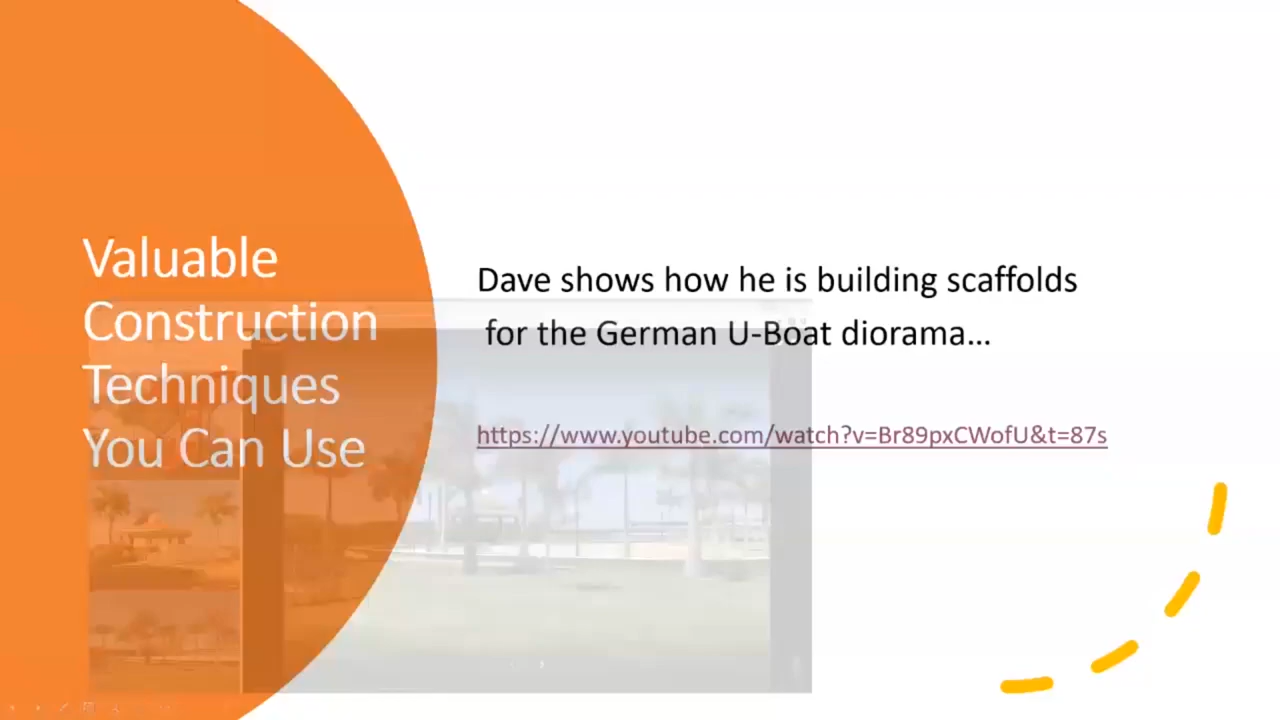 Valuable
Construction
Techniques
You Can Use
Dave shows how he is building scaffolds
for the German U-Boat diorama...
https://www.youtube.com/watch?v=Br89pxCWofU&t=87s